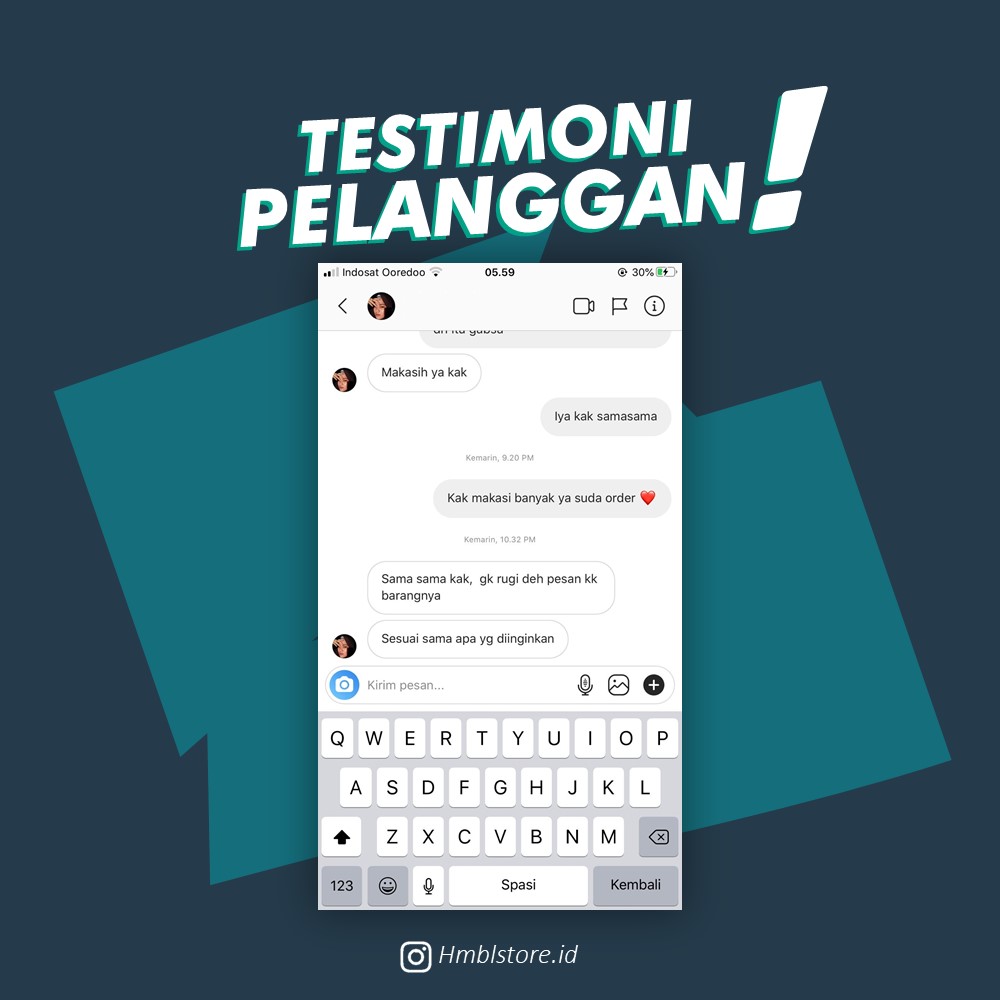 TESTIMONI
PELANGGAN!
Indosat Ooredoo 05.59 30%
Makasih ya kak
Iya kak samasama
Kemarin, 9.20 PM
Kak makasi banyak ya suda order ❤️
Kemarin, 10.32 PM
Sama sama kak, gk rugi deh pesan kk
barangnya
Sesuai sama apa yg diinginkan
Kirim pesan...
Q W E R T Y U I O P
A S D F G H J K L
Z X C V B N M
123 Spasi Kembali
Hmblstore.id